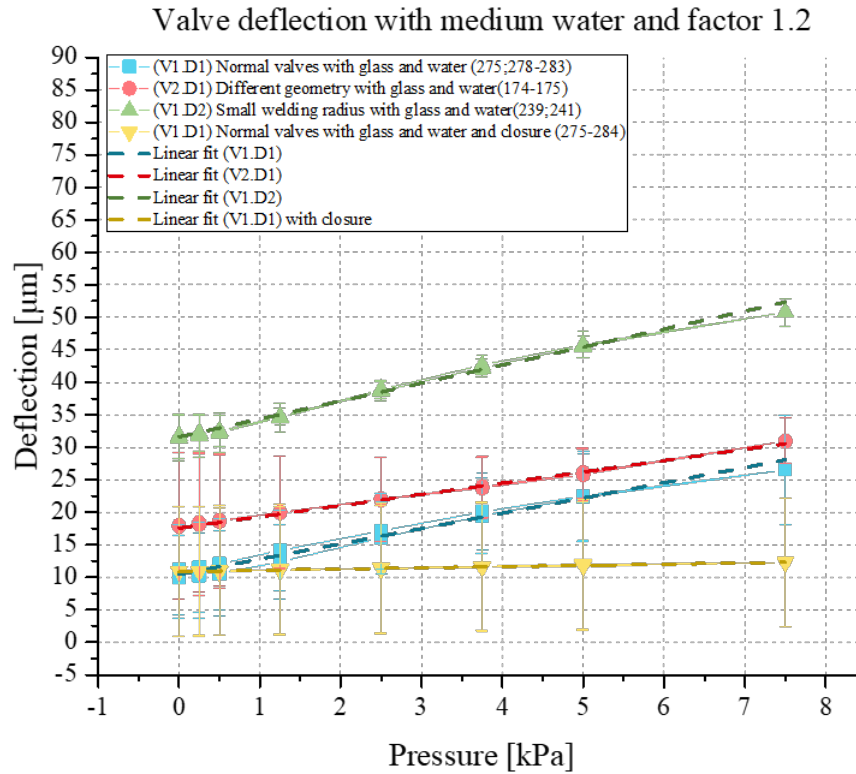 Valve deflection with medium water and factor 1.2
90
85
80
75
70
65
60
55
50
45
40
35
30
25
20
15
10
5
0
-5
Deflection [µm]
(V1.D1) Normal valves with glass and water (275;278-283)
(V2.D1) Different geometry with glass and water(174-175)
(V1.D2) Small welding radius with glass and water(239;241)
(V1.D1) Normal valves with glass and water and closure (275-284)
Linear fit (V1.D1)
Linear fit (V2.D1)
Linear fit (V1.D2)
Linear fit (V1.D1) with closure
-1 0 1 2 3 4 5 6 7 8
Pressure [kPa]